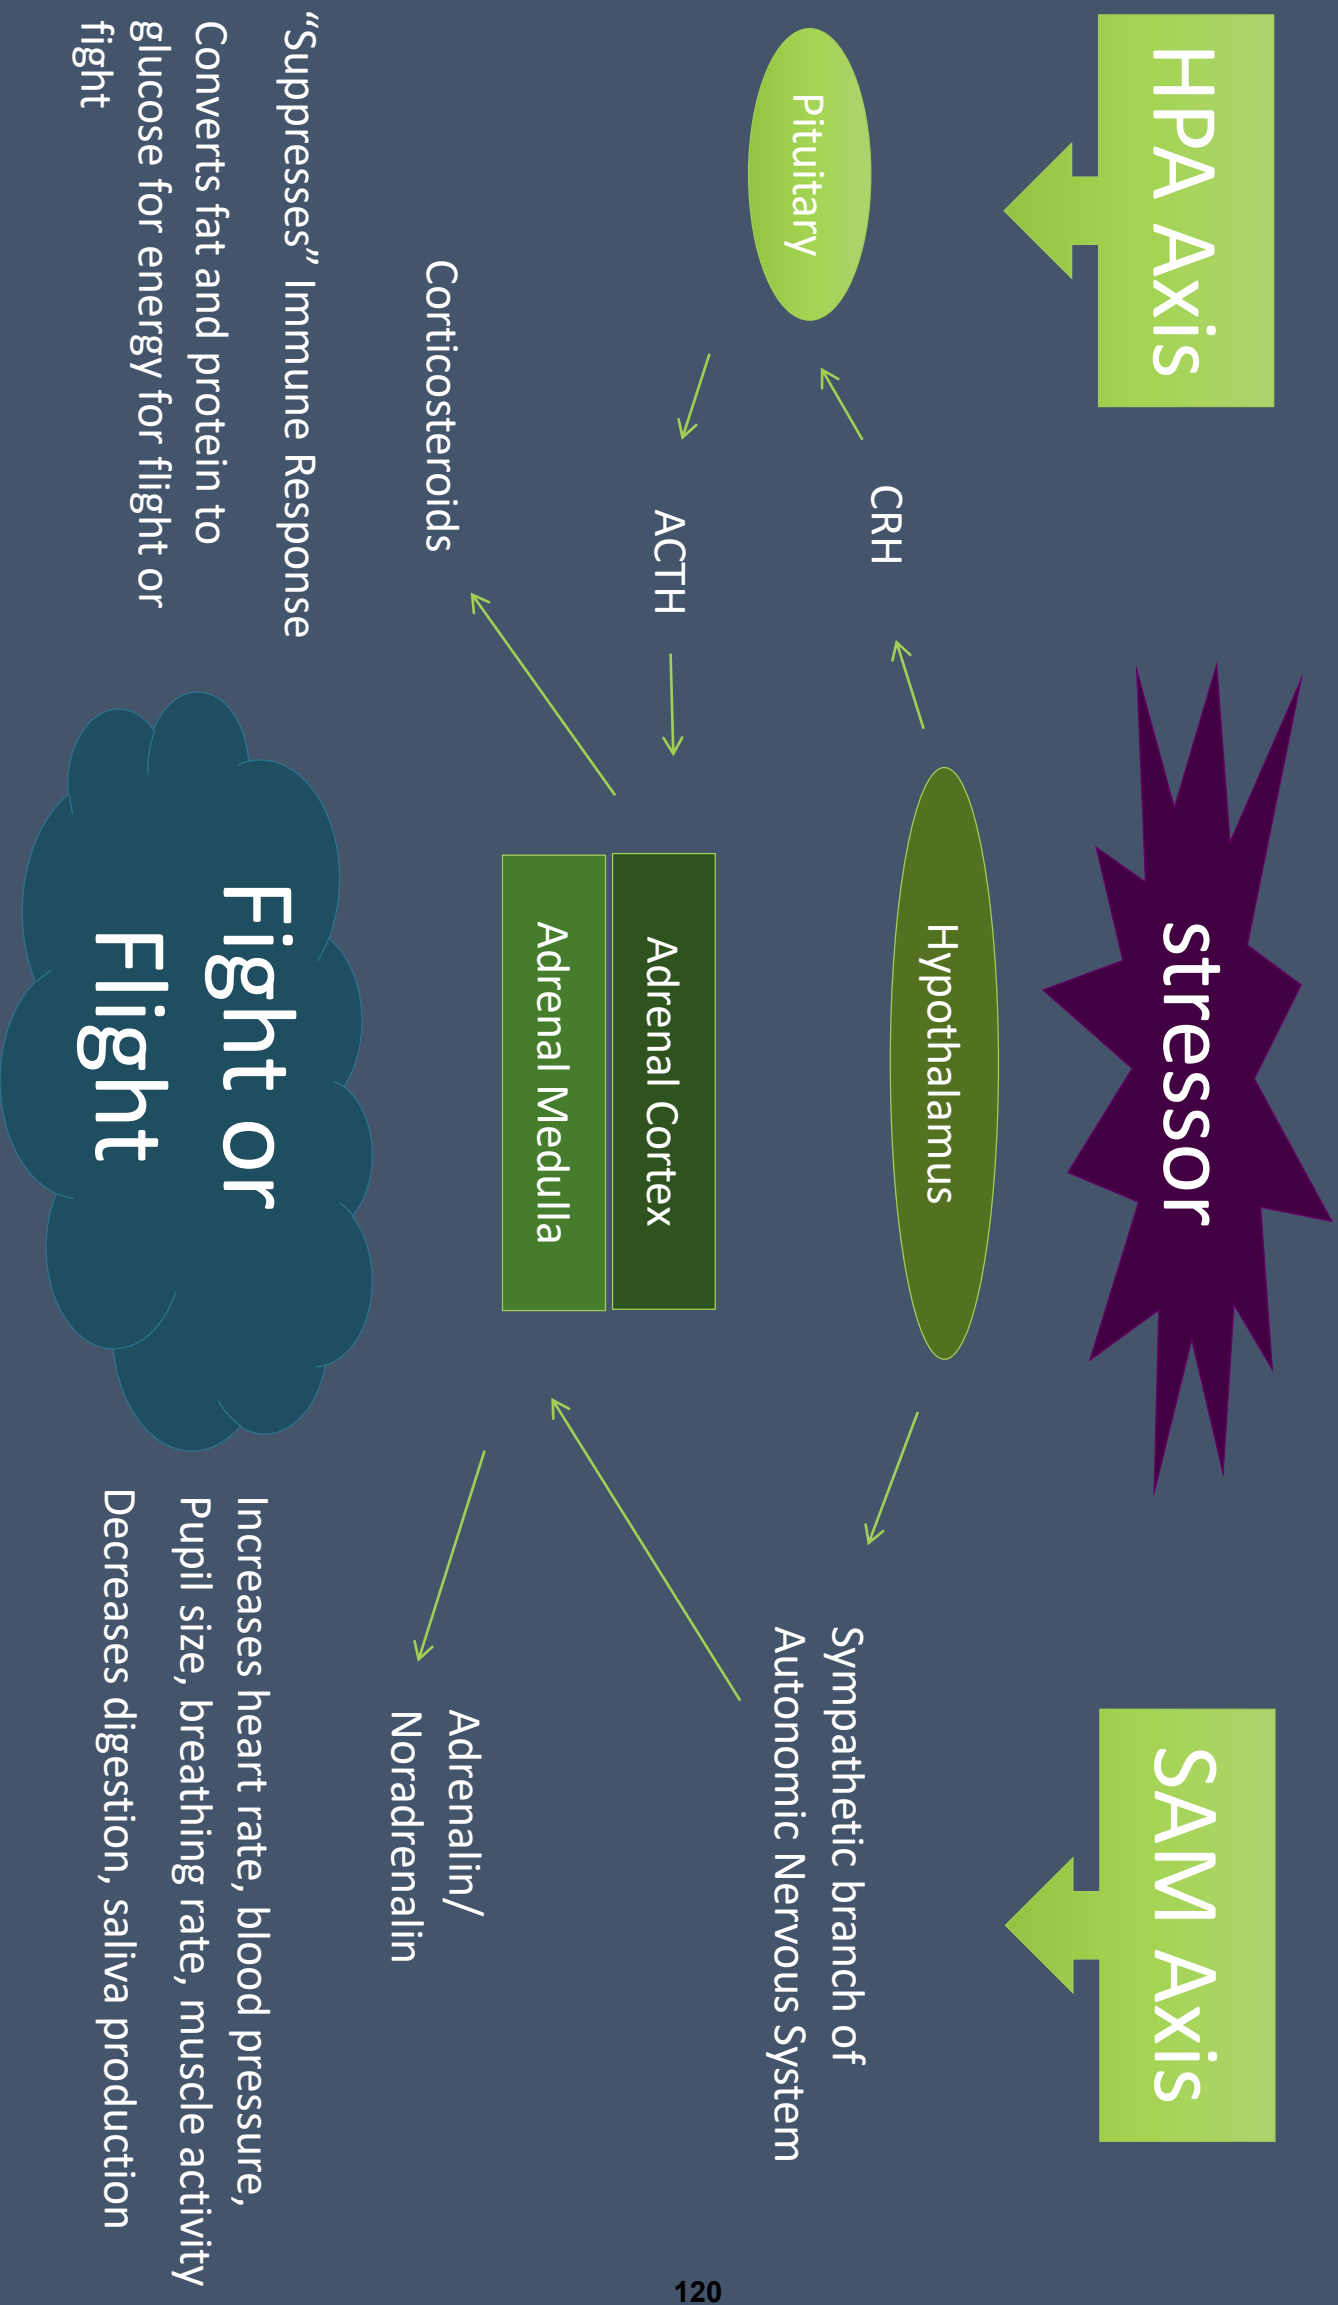 HPA Axis
stressor
SAM Axis
Hypothalamus
CRH
Pituitary
Sympathetic branch of
Autonomic Nervous System
ACTH
Adrenal Cortex
Adrenal Medulla
Corticosteroids
Adrenalin/
Noradrenalin
“Suppresses” Immune Response
Converts fat and protein to
glucose for energy for flight or
fight
Fight or
Flight
Increases heart rate, blood pressure,
Pupil size, breathing rate, muscle activity
Decreases digestion, saliva production
120